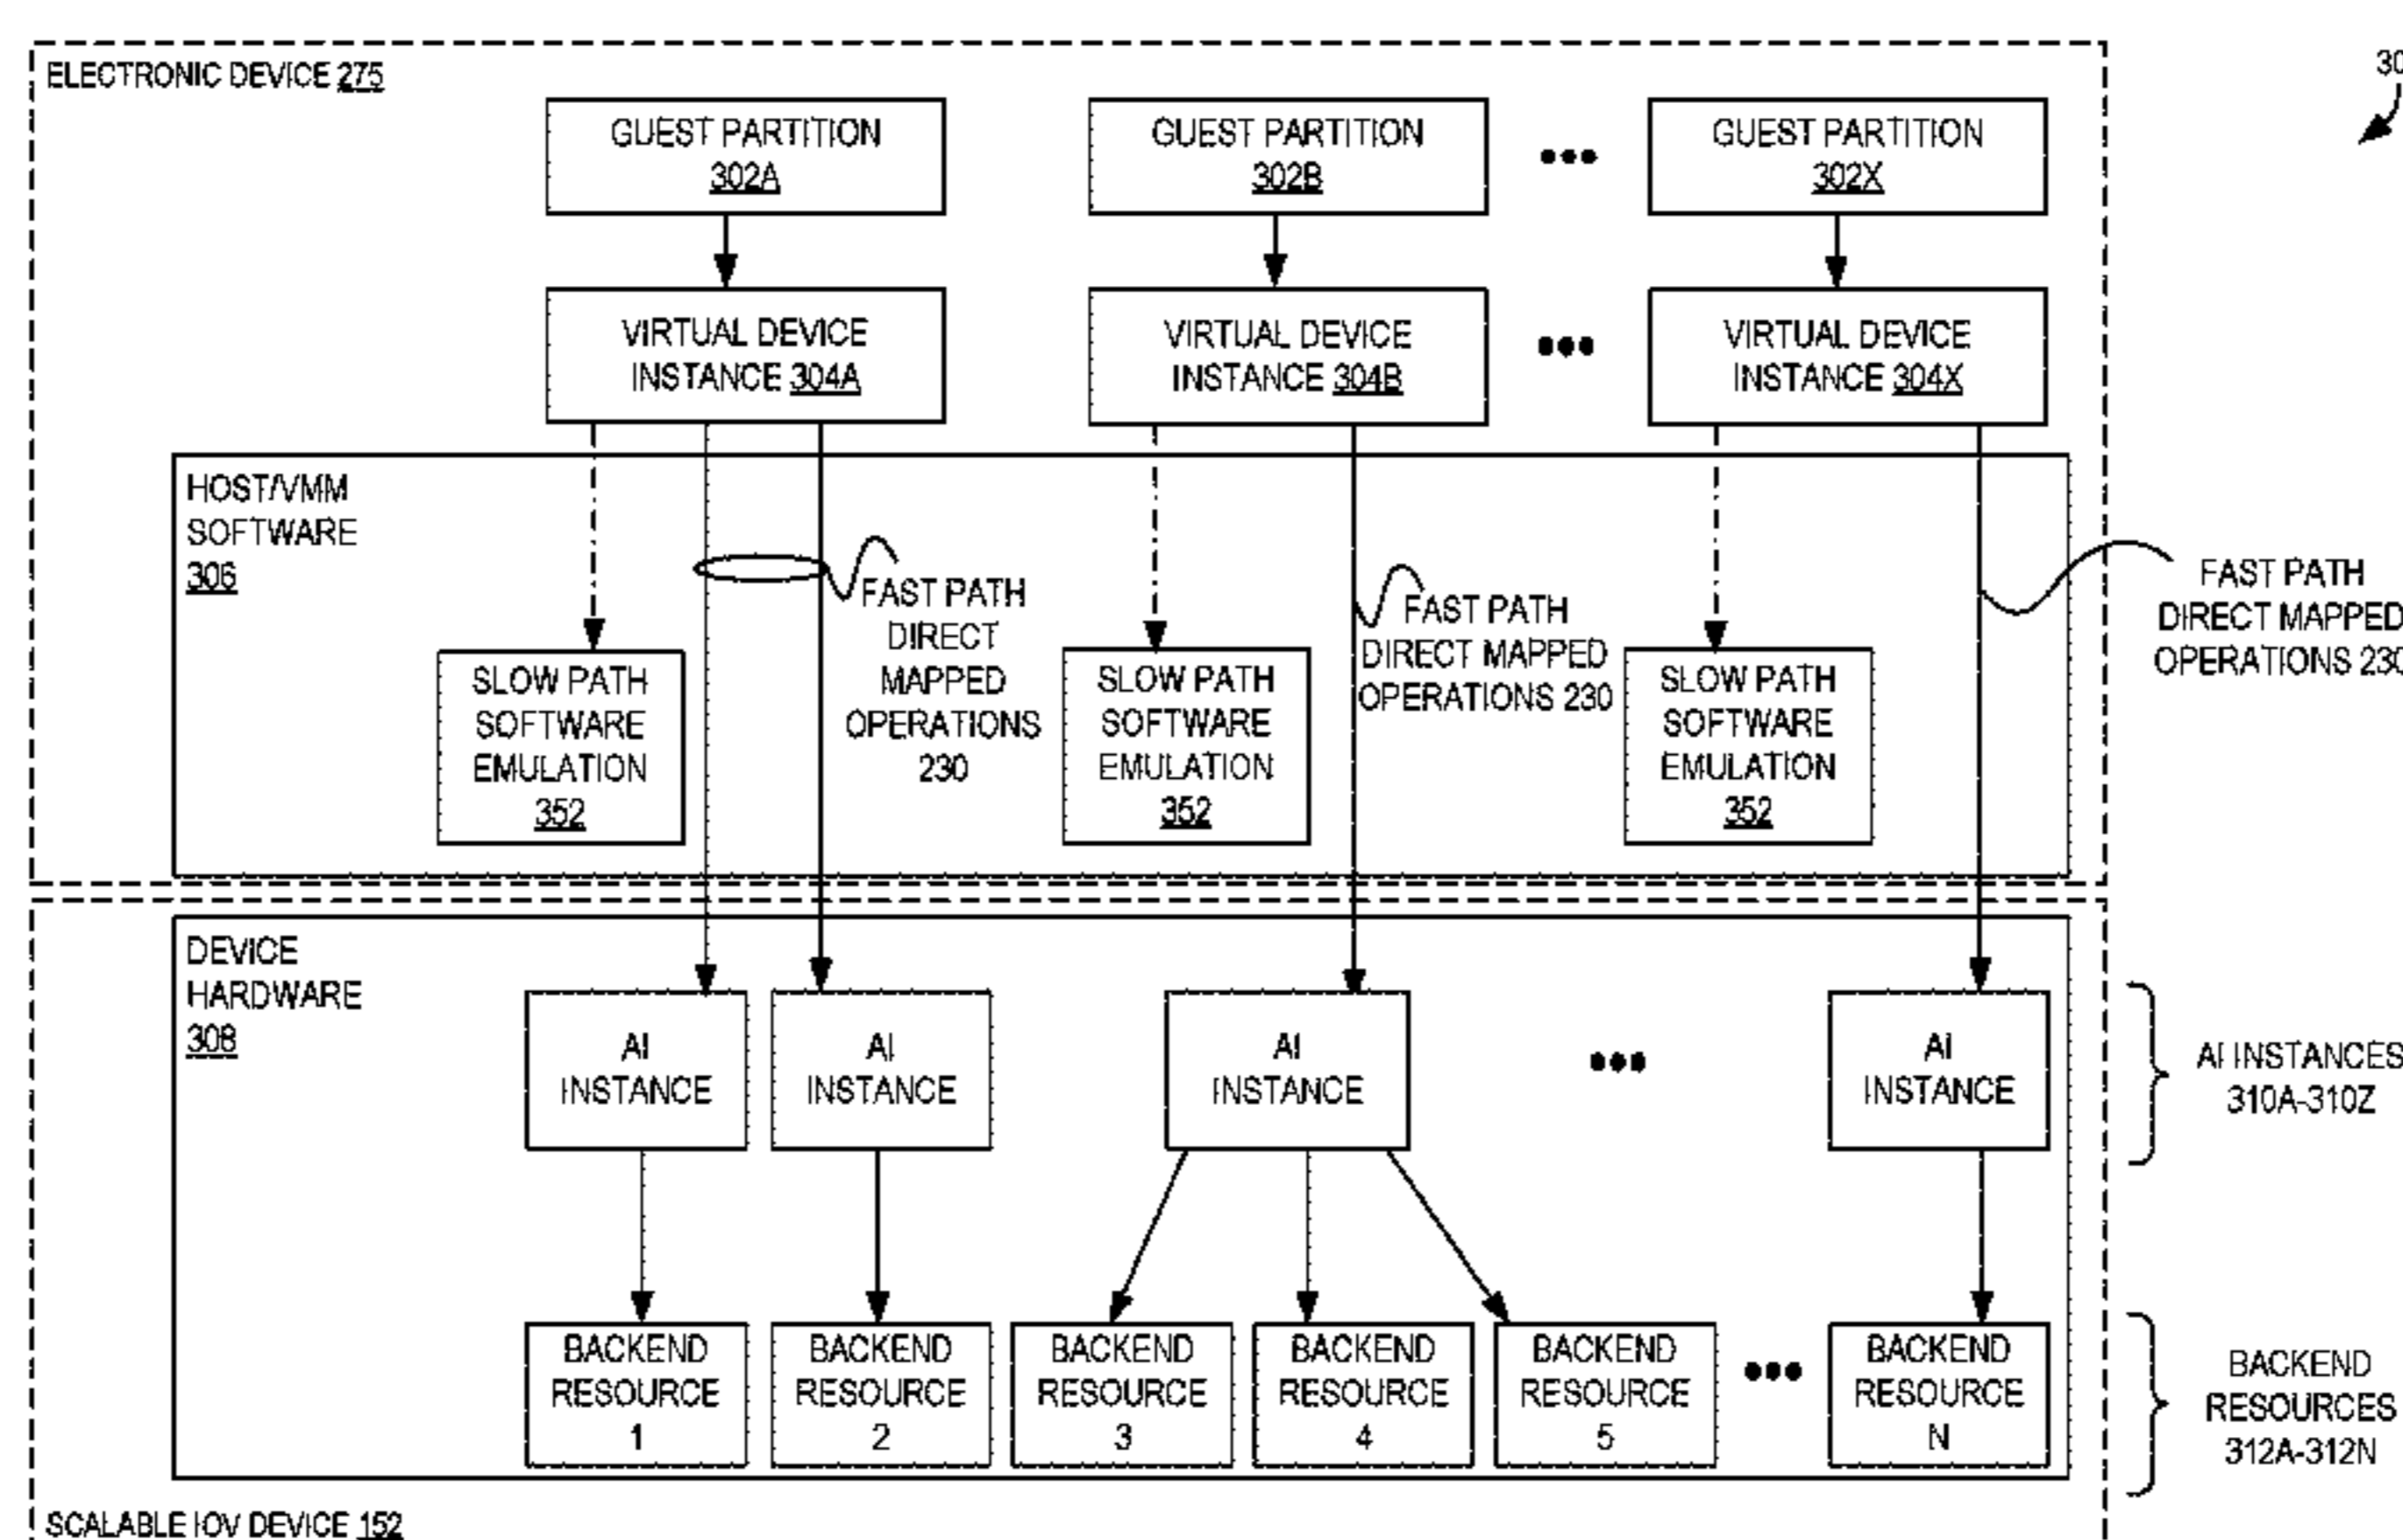 ELECTRONIC DEVICE 275
30
GUEST PARTITION
302A
GUEST PARTITION
302B
•••
GUEST PARTITION
302X
VIRTUAL DEVICE
INSTANCE 304A
VIRTUAL DEVICE
INSTANCE 304B
•••
VIRTUAL DEVICE
INSTANCE 304X
HOST/VMM
SOFTWARE
306
FAST PATH
DIRECT
MAPPED
OPERATIONS
230
FAST PATH
DIRECT MAPPED
OPERATIONS 230
FAST PATH
DIRECT MAPPED
OPERATIONS 230
SLOW PATH
SOFTWARE
EMULATION
352
SLOW PATH
SOFTWARE
EMULATION
352
SLOW PATH
SOFTWARE
EMULATION
352
DEVICE
HARDWARE
308
AI
INSTANCE
AI
INSTANCE
AI
INSTANCE
•••
AI
INSTANCE
AI INSTANCES
310A-310Z
BACKEND
RESOURCE
1
BACKEND
RESOURCE
2
BACKEND
RESOURCE
3
BACKEND
RESOURCE
4
BACKEND
RESOURCE
5
•••
BACKEND
RESOURCE
N
BACKEND
RESOURCES
312A-312N
SCALABLE IOV DEVICE 152